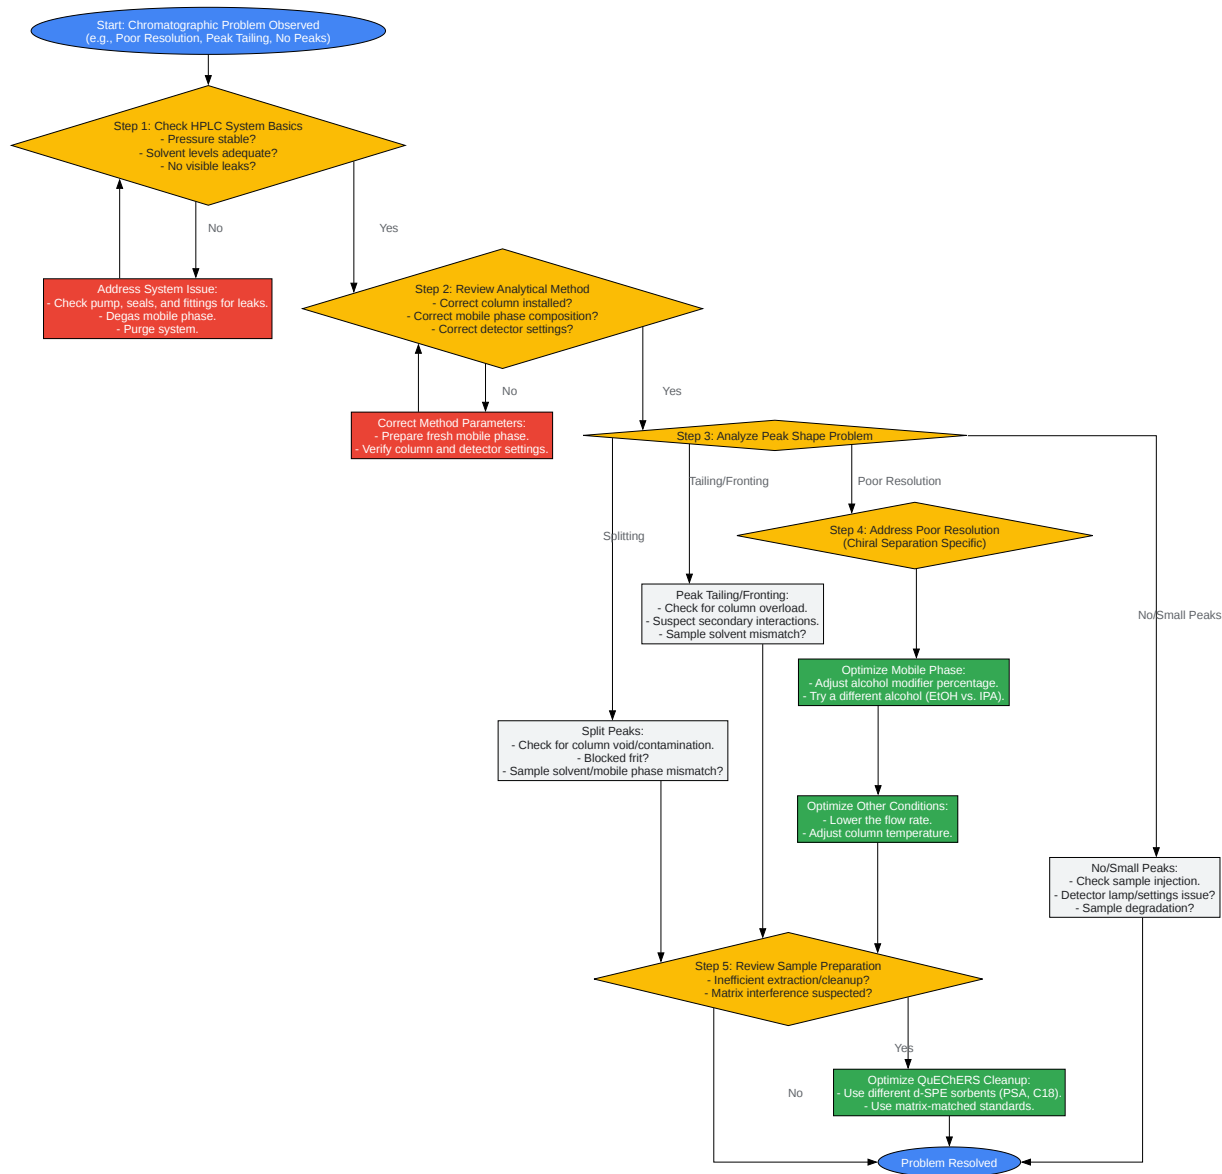 Start: Chromatographic Problem Observed
(e.g., Poor Resolution, Peak Tailing, No Peaks)
Step 1: Check HPLC System Basics
- Pressure stable?
- Solvent levels adequate?
- No visible leaks?
No
Yes
Address System Issue:
- Check pump, seals, and fittings for leaks.
- Degas mobile phase.
- Purge system.
Step 2: Review Analytical Method
- Correct column installed?
- Correct mobile phase composition?
- Correct detector settings?
No
Yes
Correct Method Parameters:
- Prepare fresh mobile phase.
- Verify column and detector settings.
Step 3: Analyze Peak Shape Problem
Tailing/Fronting
Poor Resolution
Splitting
Step 4: Address Poor Resolution
(Chiral Separation Specific)
No/Small Peaks
Peak Tailing/Fronting:
- Check for column overload.
- Suspect secondary interactions.
- Sample solvent mismatch?
Optimize Mobile Phase:
- Adjust alcohol modifier percentage.
- Try a different alcohol (EtOH vs. IPA).
Split Peaks:
- Check for column void/contamination.
- Blocked frit?
- Sample solvent/mobile phase mismatch?
Optimize Other Conditions:
- Lower the flow rate.
- Adjust column temperature.
No/Small Peaks:
- Check sample injection.
- Detector lamp/settings issue?
- Sample degradation?
Step 5: Review Sample Preparation
- Inefficient extraction/cleanup?
- Matrix interference suspected?
Yes
No
Optimize QuEChERS Cleanup:
- Use different d-SPE sorbents (PSA, C18).
- Use matrix-matched standards.
Problem Resolved